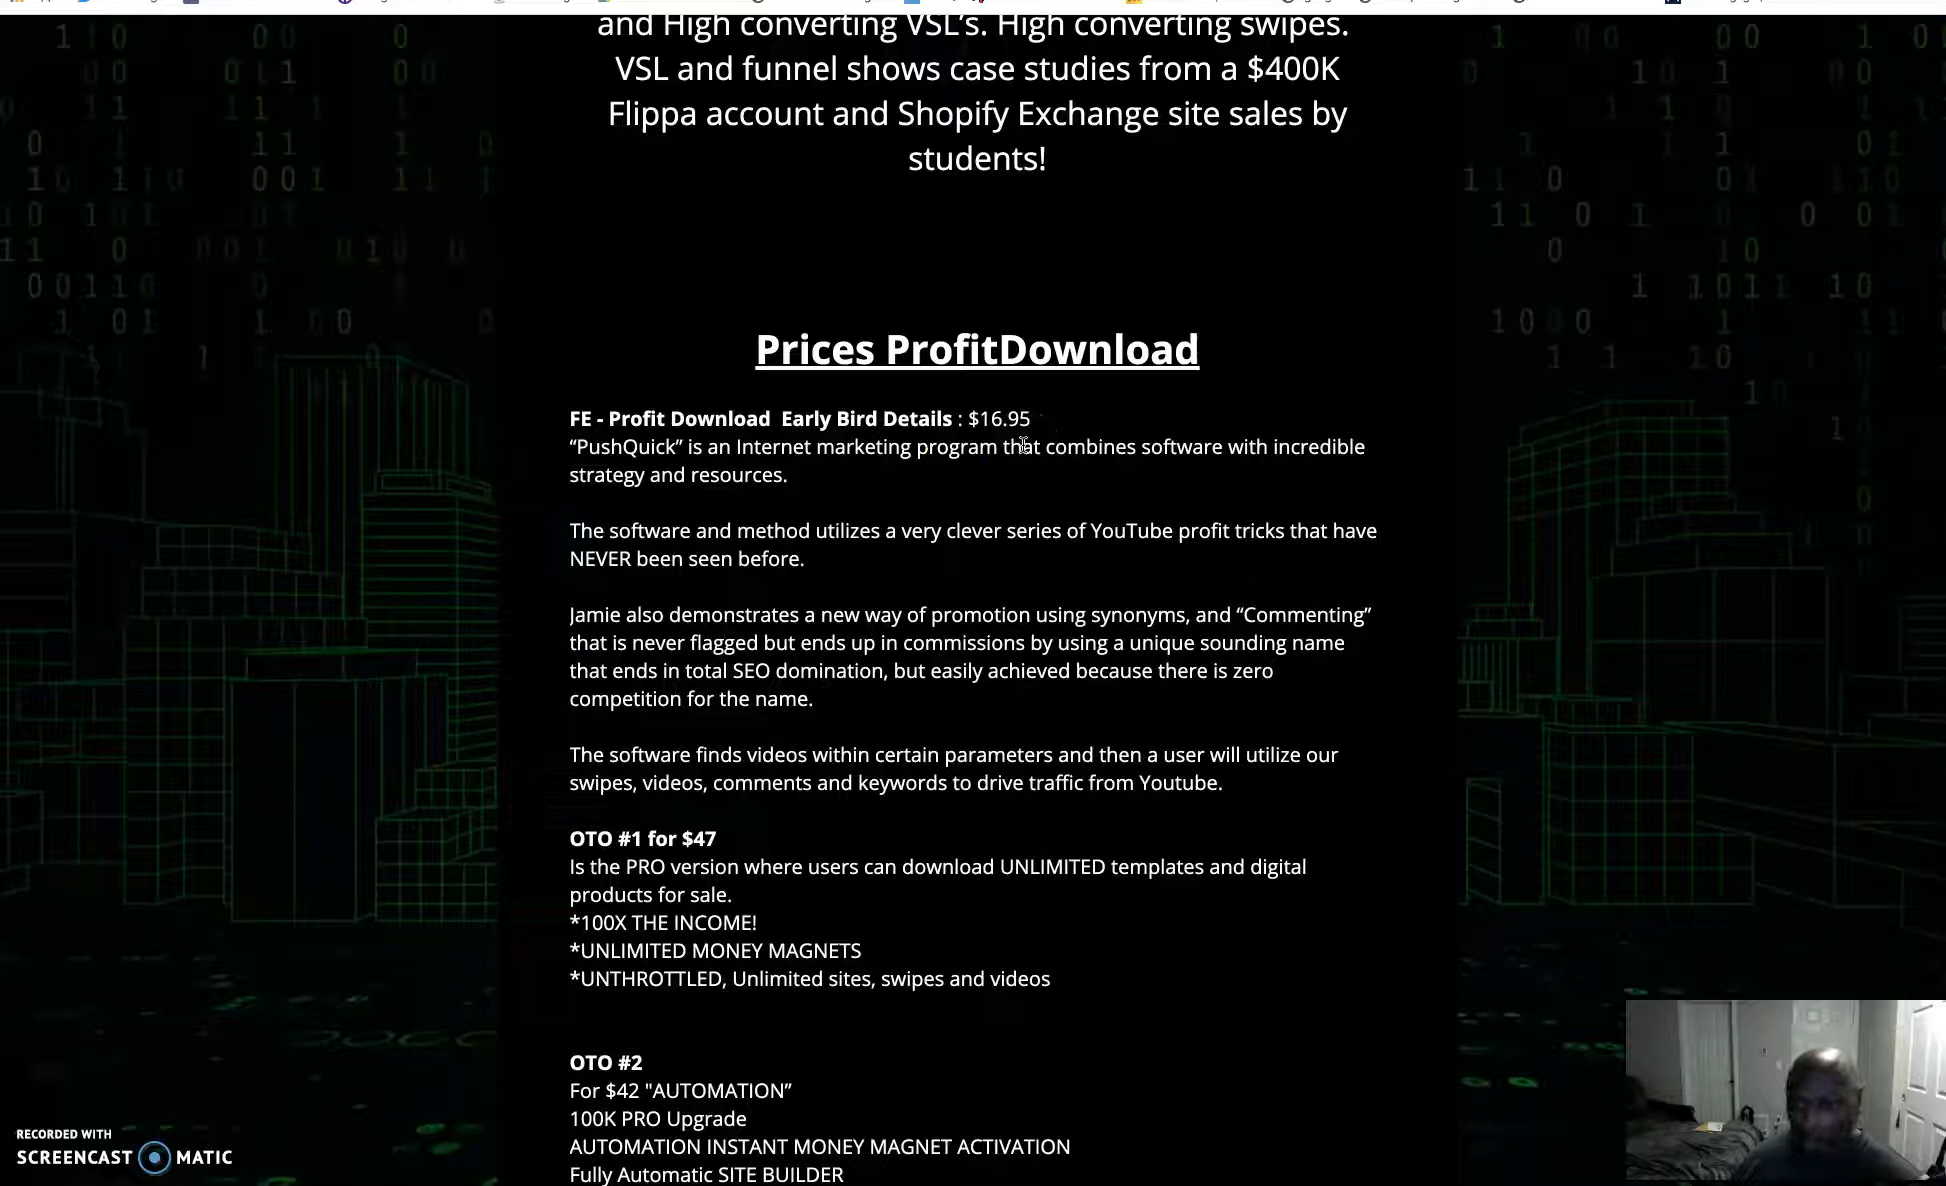 and High converting VSL's. High converting swipes.
VSL and funnel shows case studies from a $400K
Flippa account and Shopify Exchange site sales by
students!
Prices ProfitDownload
FE - Profit Download  Early Bird Details : $16.95
“PushQuick” is an Internet marketing program that combines software with incredible
strategy and resources.
The software and method utilizes a very clever series of YouTube profit tricks that have
NEVER been seen before.
Jamie also demonstrates a new way of promotion using synonyms, and “Commenting”
that is never flagged but ends up in commissions by using a unique sounding name
that ends in total SEO domination, but easily achieved because there is zero
competition for the name.
The software finds videos within certain parameters and then a user will utilize our
swipes, videos, comments and keywords to drive traffic from Youtube.
OTO #1 for $47
Is the PRO version where users can download UNLIMITED templates and digital
products for sale.
*100X THE INCOME!
*UNLIMITED MONEY MAGNETS
*UNTHROTTLED, Unlimited sites, swipes and videos
OTO #2
For $42 "AUTOMATION”
100K PRO Upgrade
AUTOMATION INSTANT MONEY MAGNET ACTIVATION
Fully Automatic SITE BUILDER
RECORDED WITH
SCREENCAST MATIC